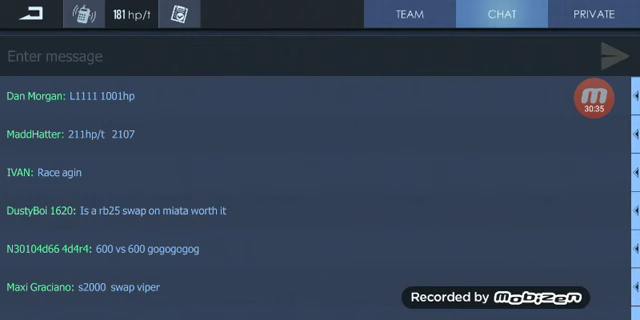 181 hp/t
TEAM
CHAT
PRIVATE
Enter message
30:35
Dan Morgan: L1111 1001hp
MaddHatter: 211hp/t 2107
IVAN: Race agin
DustyBoi 1620: Is a rb25 swap on miata worth it
N30104d66 4d4r4: 600 vs 600 gogogogog
Maxi Graciano: s2000 swap viper
Recorded by MOBIZEN